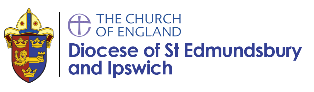 THE CHURCH
OF ENGLAND
Diocese of St Edmundsbury
and Ipswich